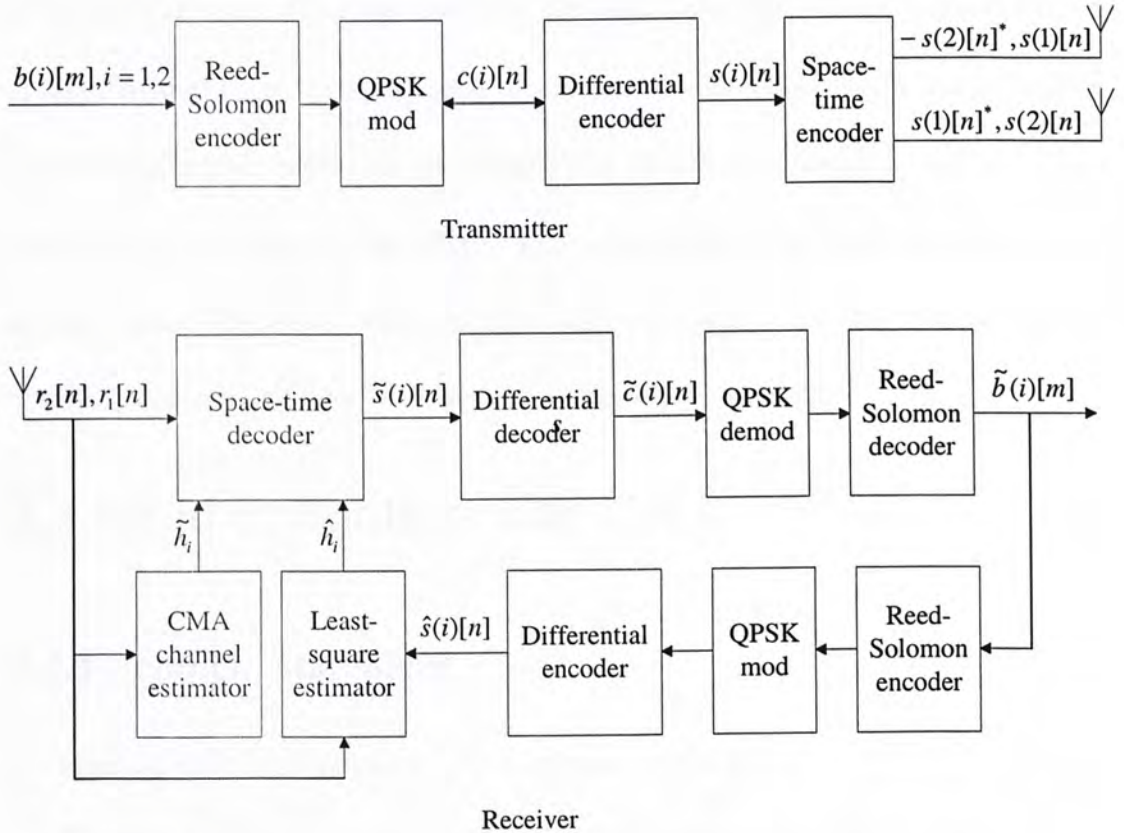 b(i)[m], i = 1,2
Reed-
Solomon
encoder
QPSK
mod
c(i)[n]
Differential
encoder
s(i)[n]
Space-
time
encoder
− s(2)[n]*, s(1)[n]
s(1)[n]*, s(2)[n]
Transmitter
r₂[n], r₁[n]
Space-time
decoder
s̃(i)[n]
Differential
decoder
s
c̃(i)[n]
QPSK
demod
Reed-
Solomon
decoder
b̃(i)[m]
h̃ᵢ
ĥᵢ
CMA
channel
estimator
Least-
square
estimator
ŝ(i)[n]
Differential
encoder
QPSK
mod
Reed-
Solomon
encoder
Receiver